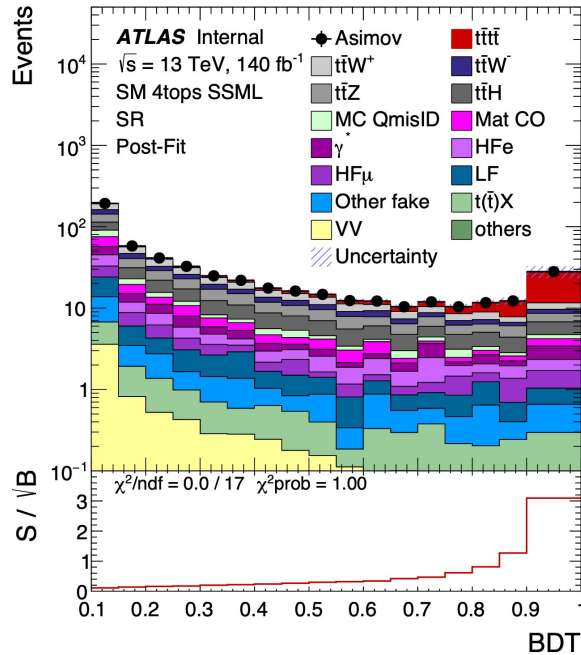 Events
ATLAS Internal
√s = 13 TeV, 140 fb⁻¹
SM 4tops SSML
SR
Post-Fit
Asimov
tt̄tt̄
tt̄W⁺
tt̄W⁻
tt̄Z
tt̄H
MC QmisID
Mat CO
γ*
HFe
HFμ
LF
Other fake
t(t̄)X
VV
others
Uncertainty
10⁴
10³
10²
10
1
10⁻¹
χ²/ndf = 0.0 / 17 χ²prob = 1.00
S / √B
3
2
1
0
0.1 0.2 0.3 0.4 0.5 0.6 0.7 0.8 0.9 1
BDT